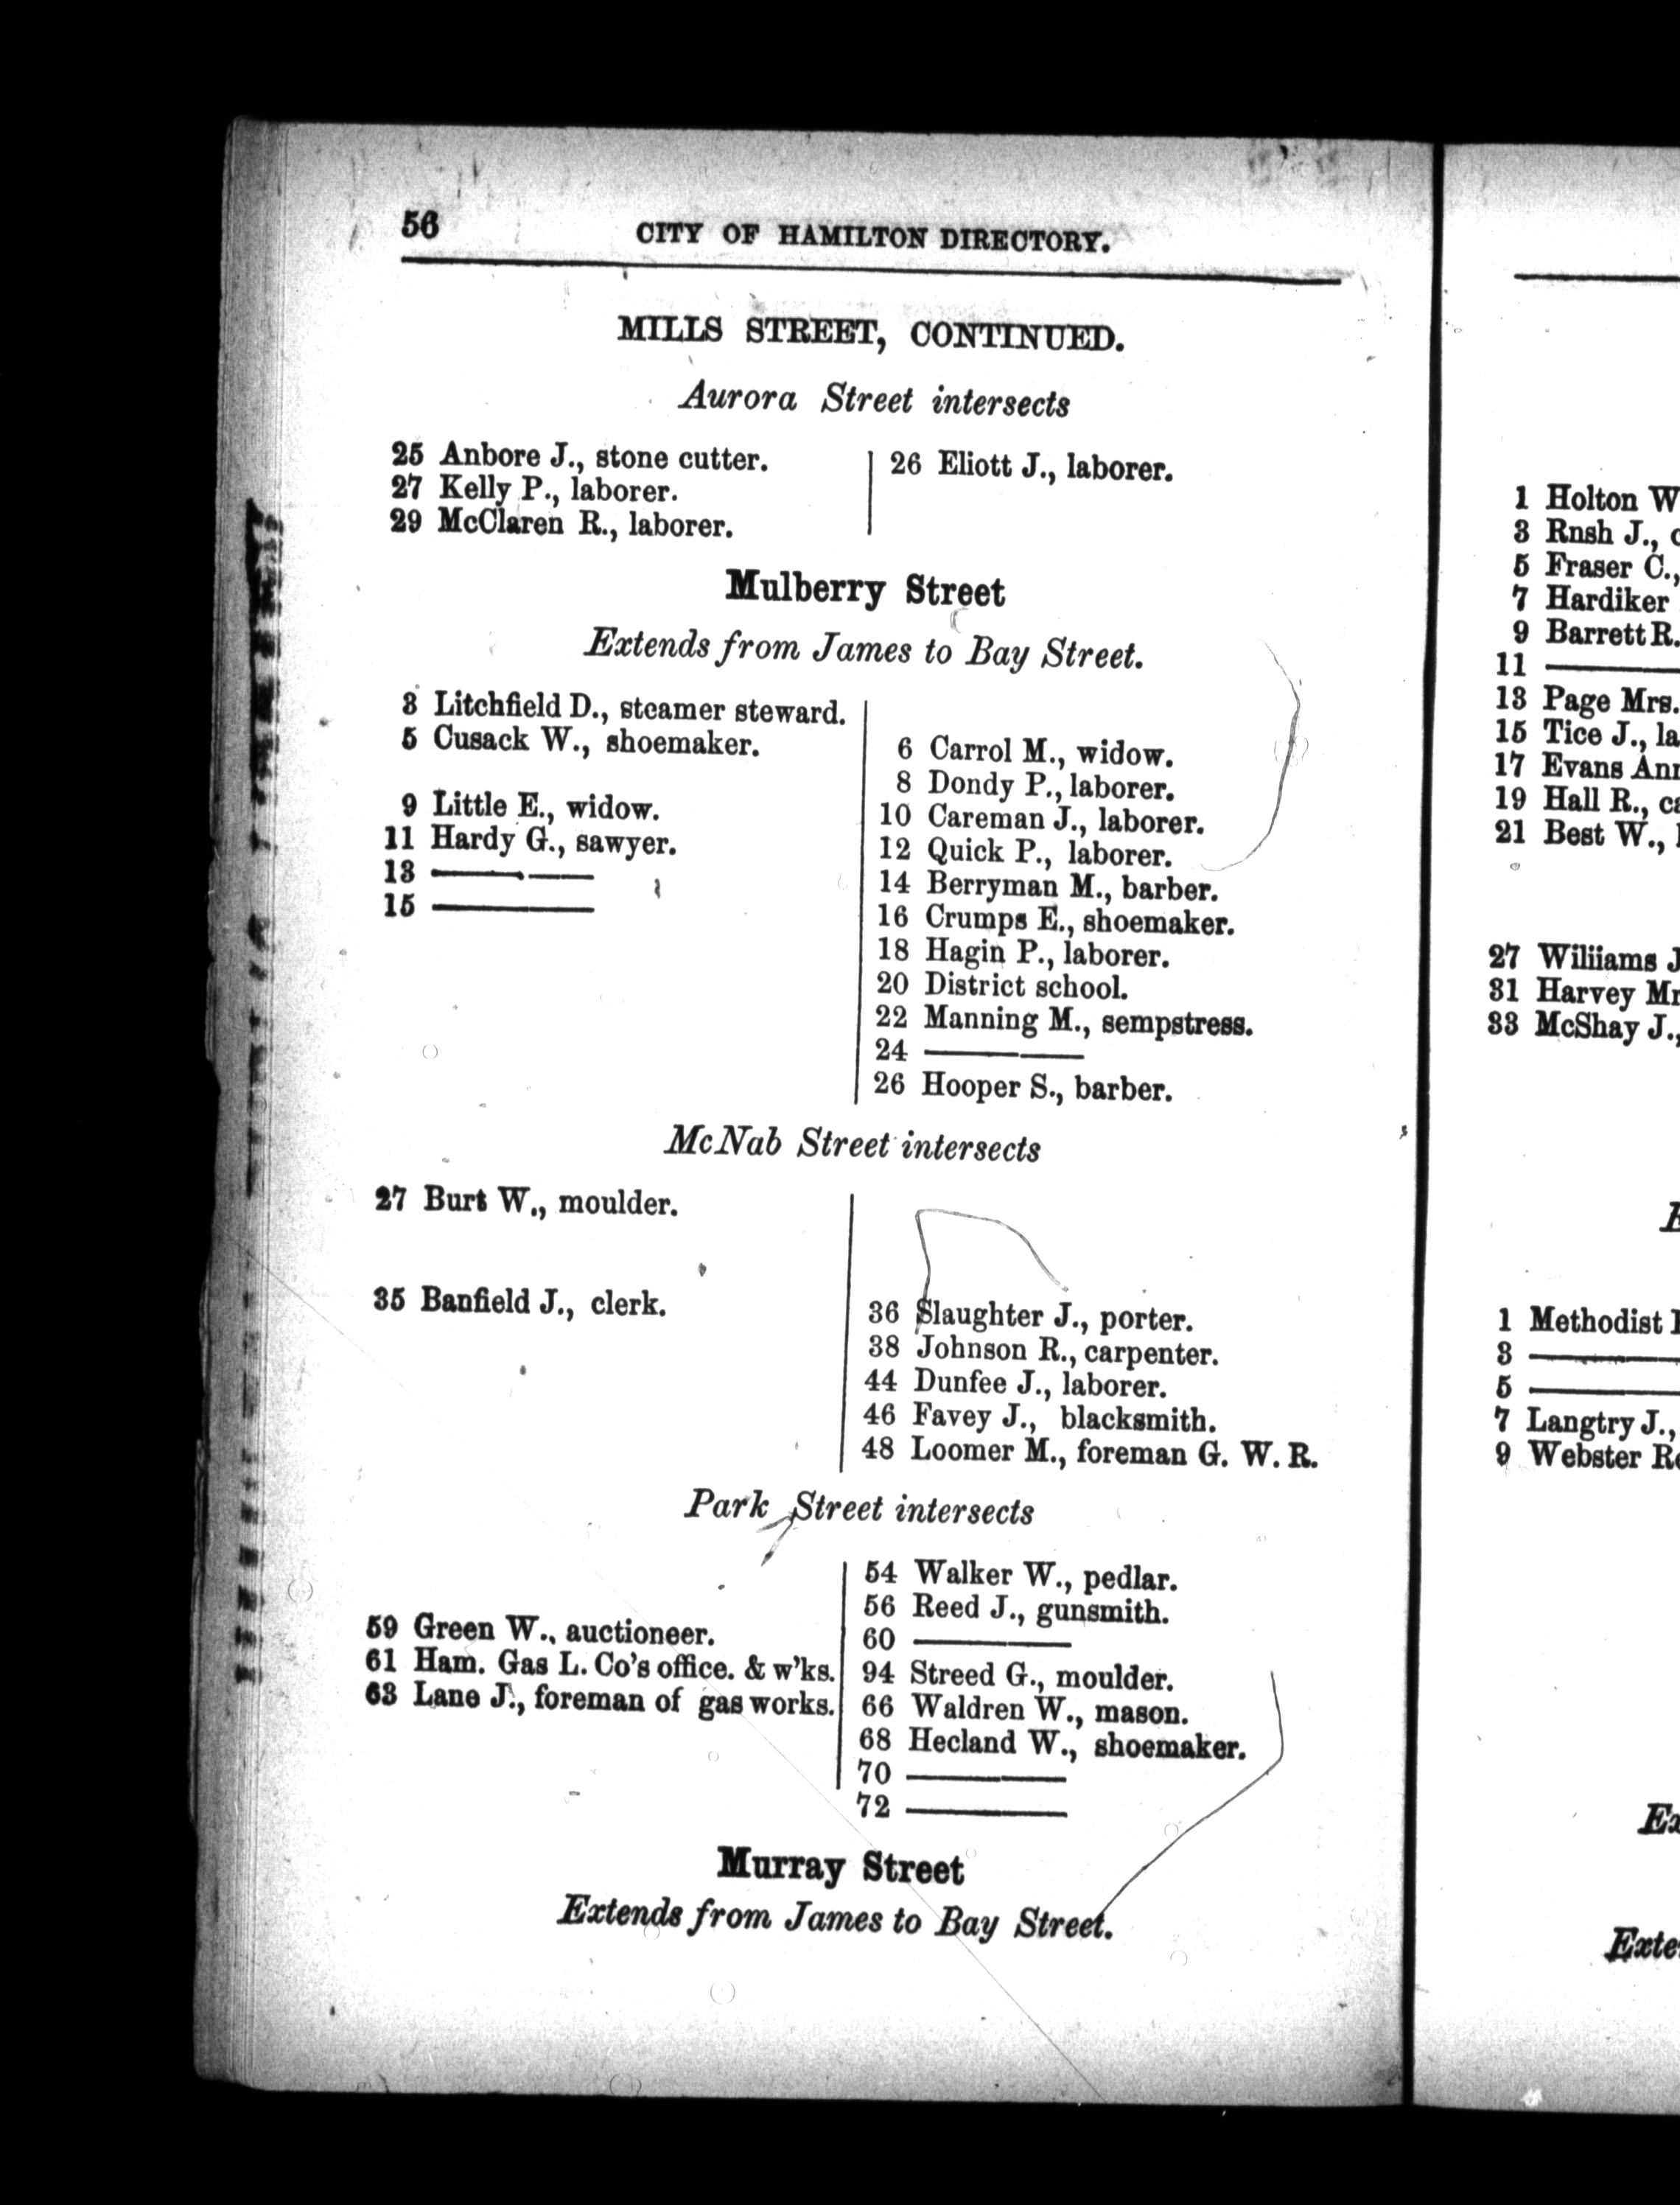 56
CITY OF HAMILTON DIRECTORY.
MILLS STREET, CONTINUED.
Aurora Street intersects
25 Anbore J., stone cutter.
27 Kelly P., laborer.
29 McClaren R., laborer.
26 Eliott J., laborer.
Mulberry Street
Extends from James to Bay Street.
3 Litchfield D., steamer steward.
5 Cusack W., shoemaker.
9 Little E., widow.
11 Hardy G., sawyer.
13 ————
15 ————
6 Carrol M., widow.
8 Dondy P., laborer.
10 Careman J., laborer.
12 Quick P., laborer.
14 Berryman M., barber.
16 Crumps E., shoemaker.
18 Hagin P., laborer.
20 District school.
22 Manning M., sempstress.
24 ————
26 Hooper S., barber.
McNab Street intersects
27 Burt W., moulder.
35 Banfield J., clerk.
36 Slaughter J., porter.
38 Johnson R., carpenter.
44 Dunfee J., laborer.
46 Favey J., blacksmith.
48 Loomer M., foreman G. W. R.
Park Street intersects
59 Green W., auctioneer.
61 Ham. Gas L. Co's office. & w'ks.
63 Lane J., foreman of gas works.
54 Walker W., pedlar.
56 Reed J., gunsmith.
60 ————
94 Streed G., moulder.
66 Waldren W., mason.
68 Hecland W., shoemaker.
70 ————
72 ————
Murray Street
Extends from James to Bay Street.
1 Holton W
3 Rnsh J., c
5 Fraser C.,
7 Hardiker
9 Barrett R.
11 ————
13 Page Mrs.
15 Tice J., la
17 Evans Ann
19 Hall R., ca
21 Best W.,
27 Wiliiams J
31 Harvey Mr
33 McShay J.,
1 Methodist
3 ————
5 ————
7 Langtry J.,
9 Webster Re
Ex
Exte